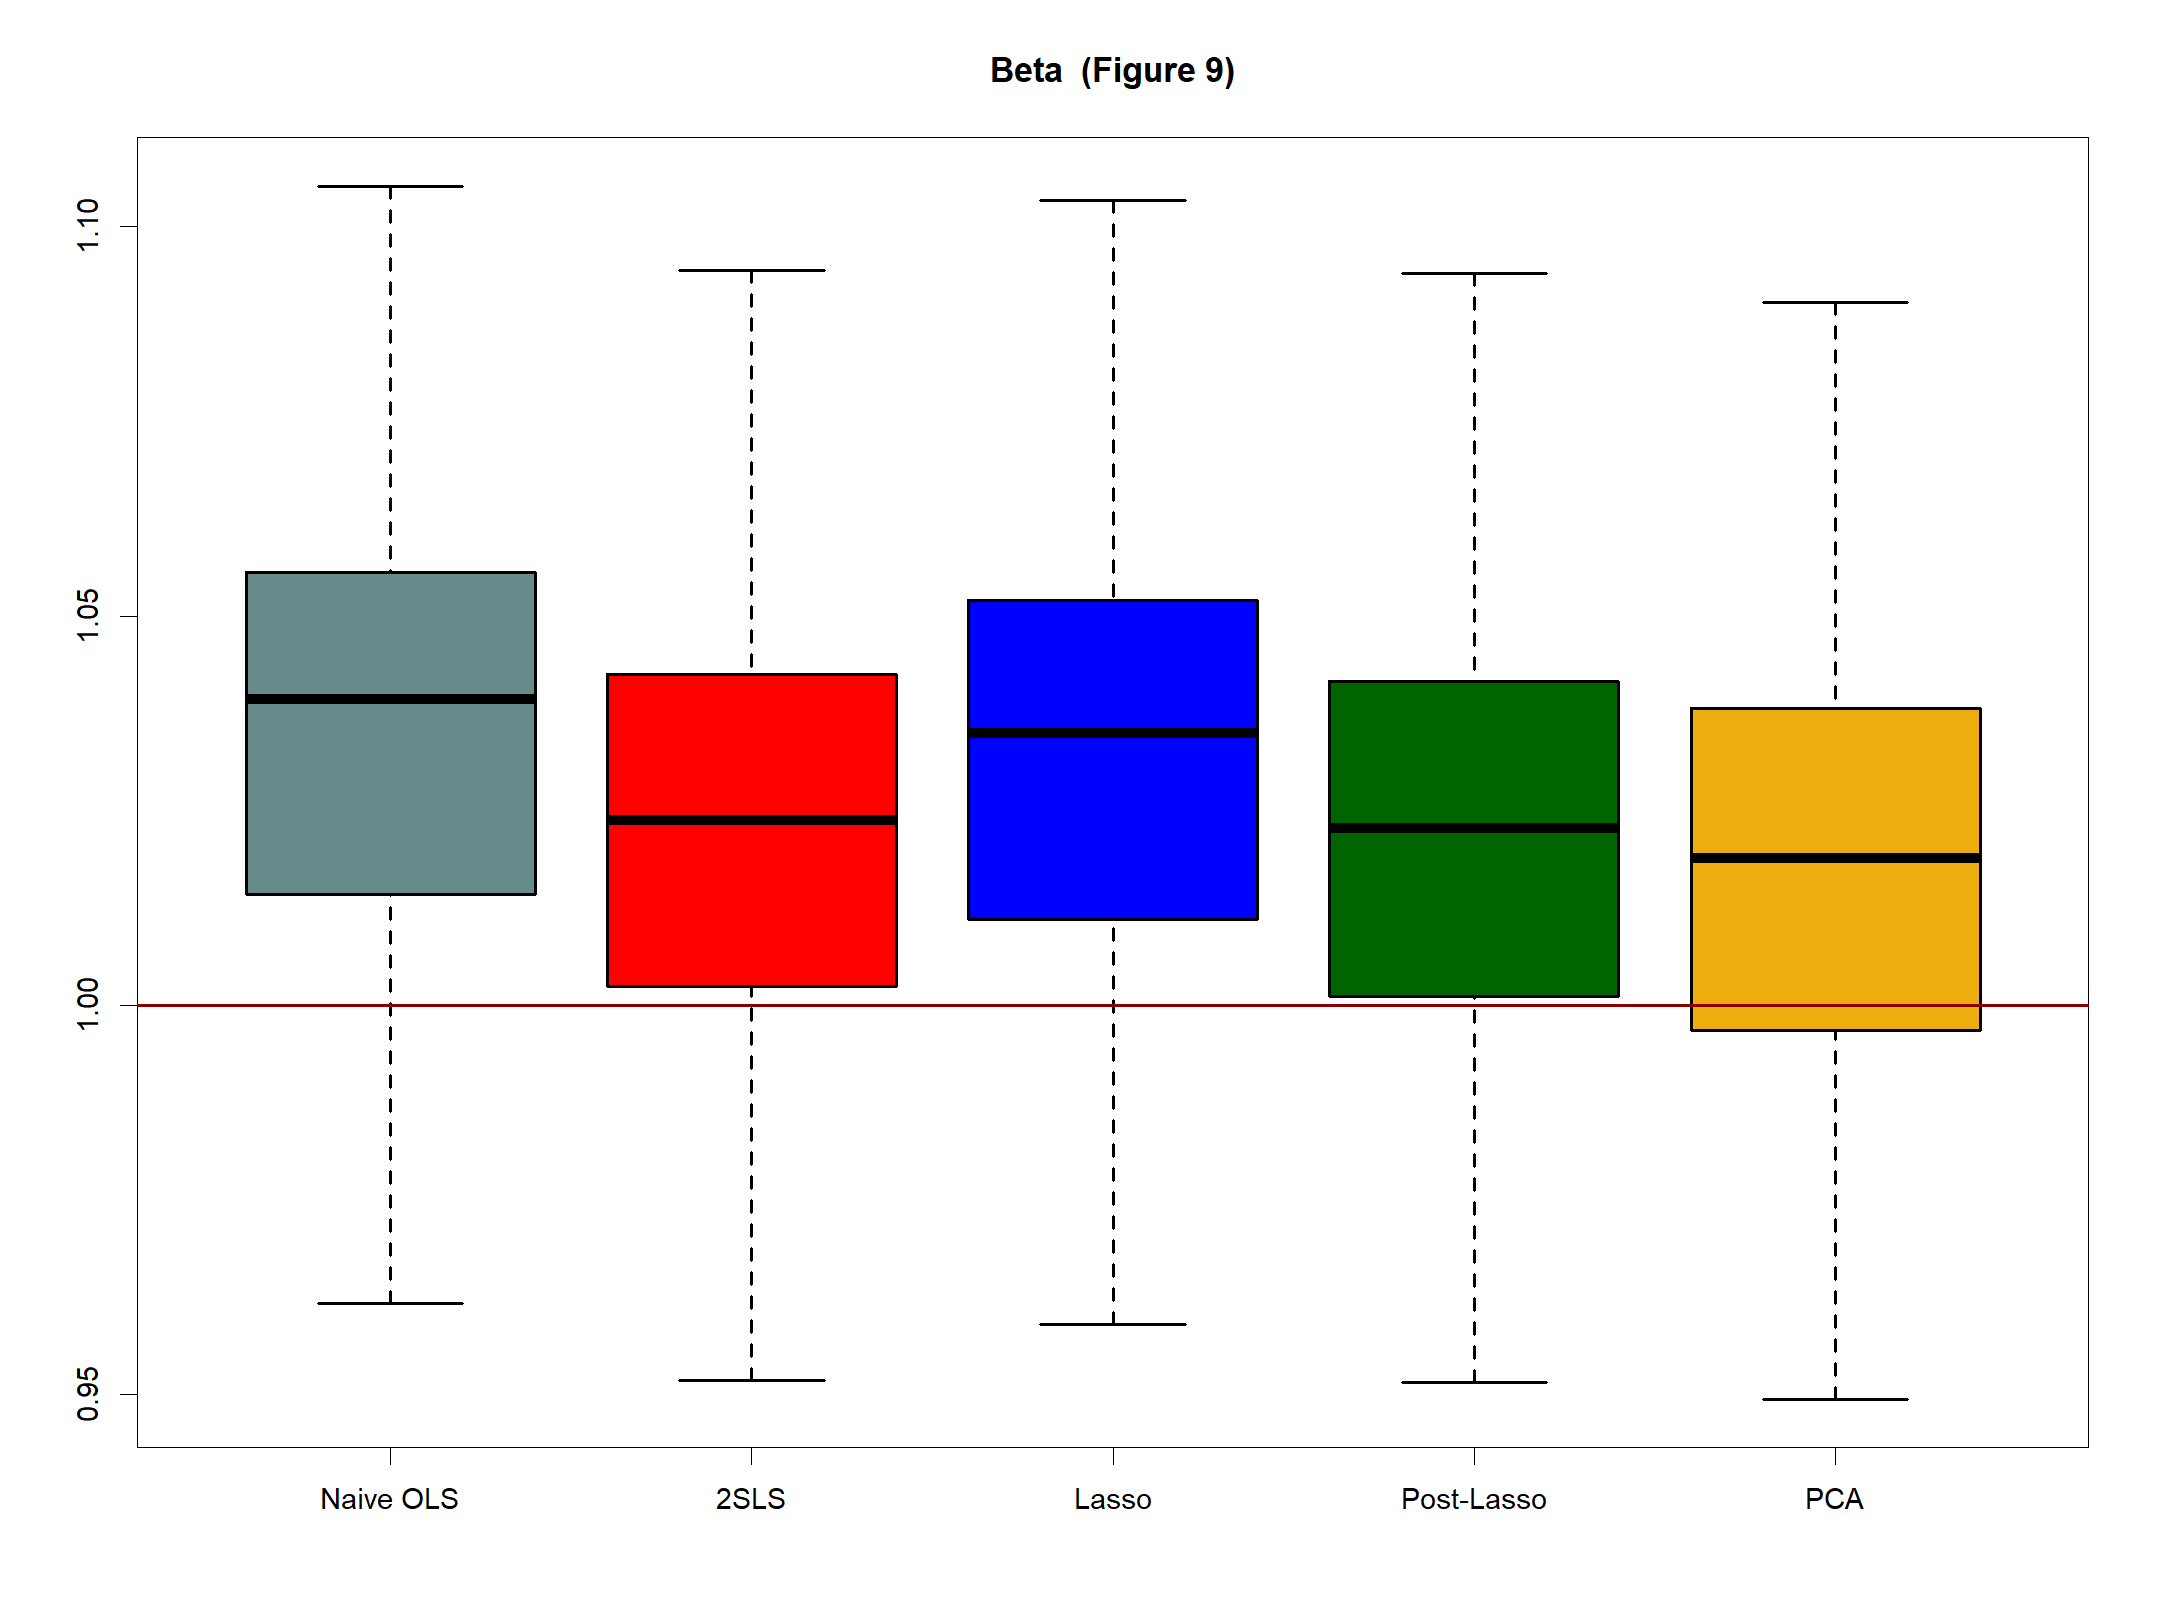 Beta  (Figure 9)
1.10
1.05
1.00
0.95
Naive OLS
2SLS
Lasso
Post-Lasso
PCA